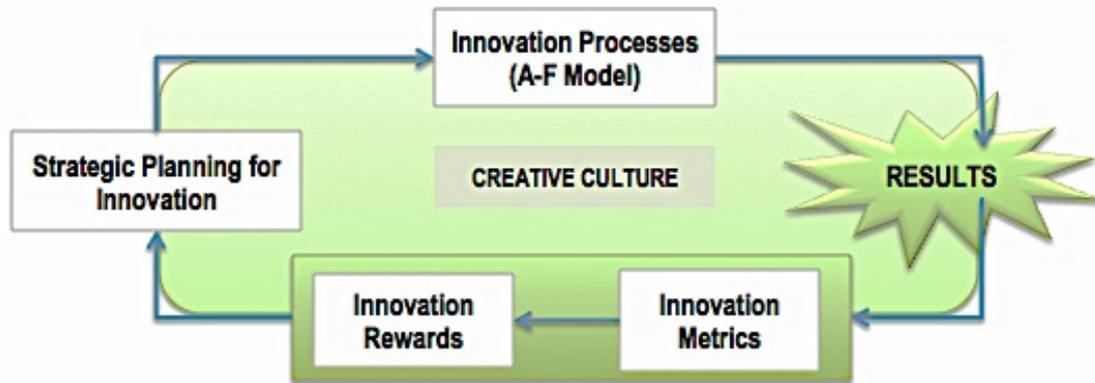 Innovation Processes
(A-F Model)
Strategic Planning for
Innovation
CREATIVE CULTURE
RESULTS
Innovation
Rewards
Innovation
Metrics